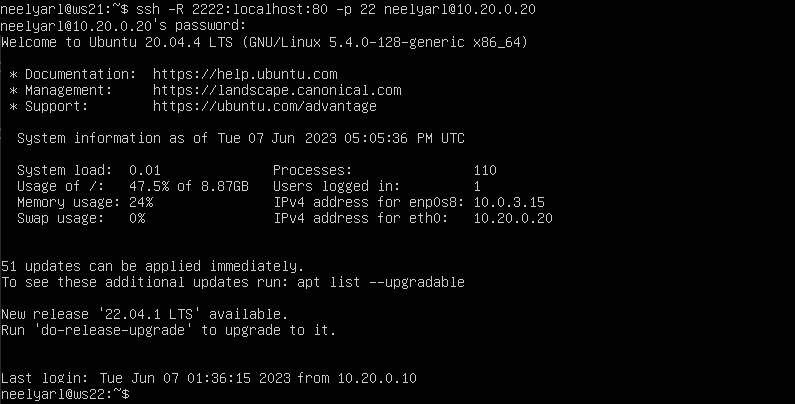 neelyarl@ws21:~$ ssh -R 2222:localhost:80 -p 22 neelyarl@10.20.0.20
neelyarl@10.20.0.20's password:
Welcome to Ubuntu 20.04.4 LTS (GNU/Linux 5.4.0-128-generic x86_64)
* Documentation:  https://help.ubuntu.com
* Management:     https://landscape.canonical.com
* Support:        https://ubuntu.com/advantage
System information as of Tue 07 Jun 2023 05:05:36 PM UTC
System load:  0.01              Processes:               110
Usage of /:   47.5% of 8.87GB   Users logged in:         1
Memory usage: 24%               IPv4 address for enp0s8: 10.0.3.15
Swap usage:   0%                IPv4 address for eth0:   10.20.0.20
51 updates can be applied immediately.
To see these additional updates run: apt list --upgradable
New release '22.04.1 LTS' available.
Run 'do-release-upgrade' to upgrade to it.
Last login: Tue Jun 07 01:36:15 2023 from 10.20.0.10
neelyarl@ws22:~$